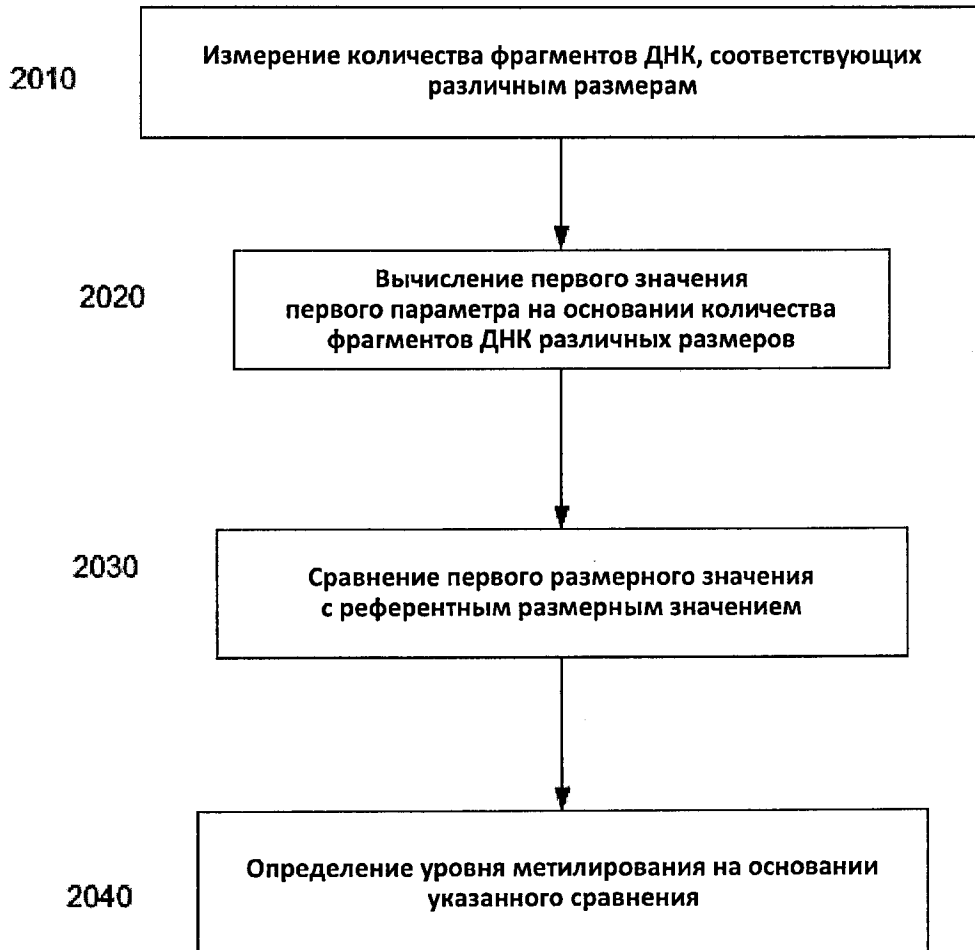 2010
Измерение количества фрагментов ДНК, соответствующих
различным размерам
2020
Вычисление первого значения
первого параметра на основании количества
фрагментов ДНК различных размеров
2030
Сравнение первого размерного значения
с референтным размерным значением
2040
Определение уровня метилирования на основании
указанного сравнения